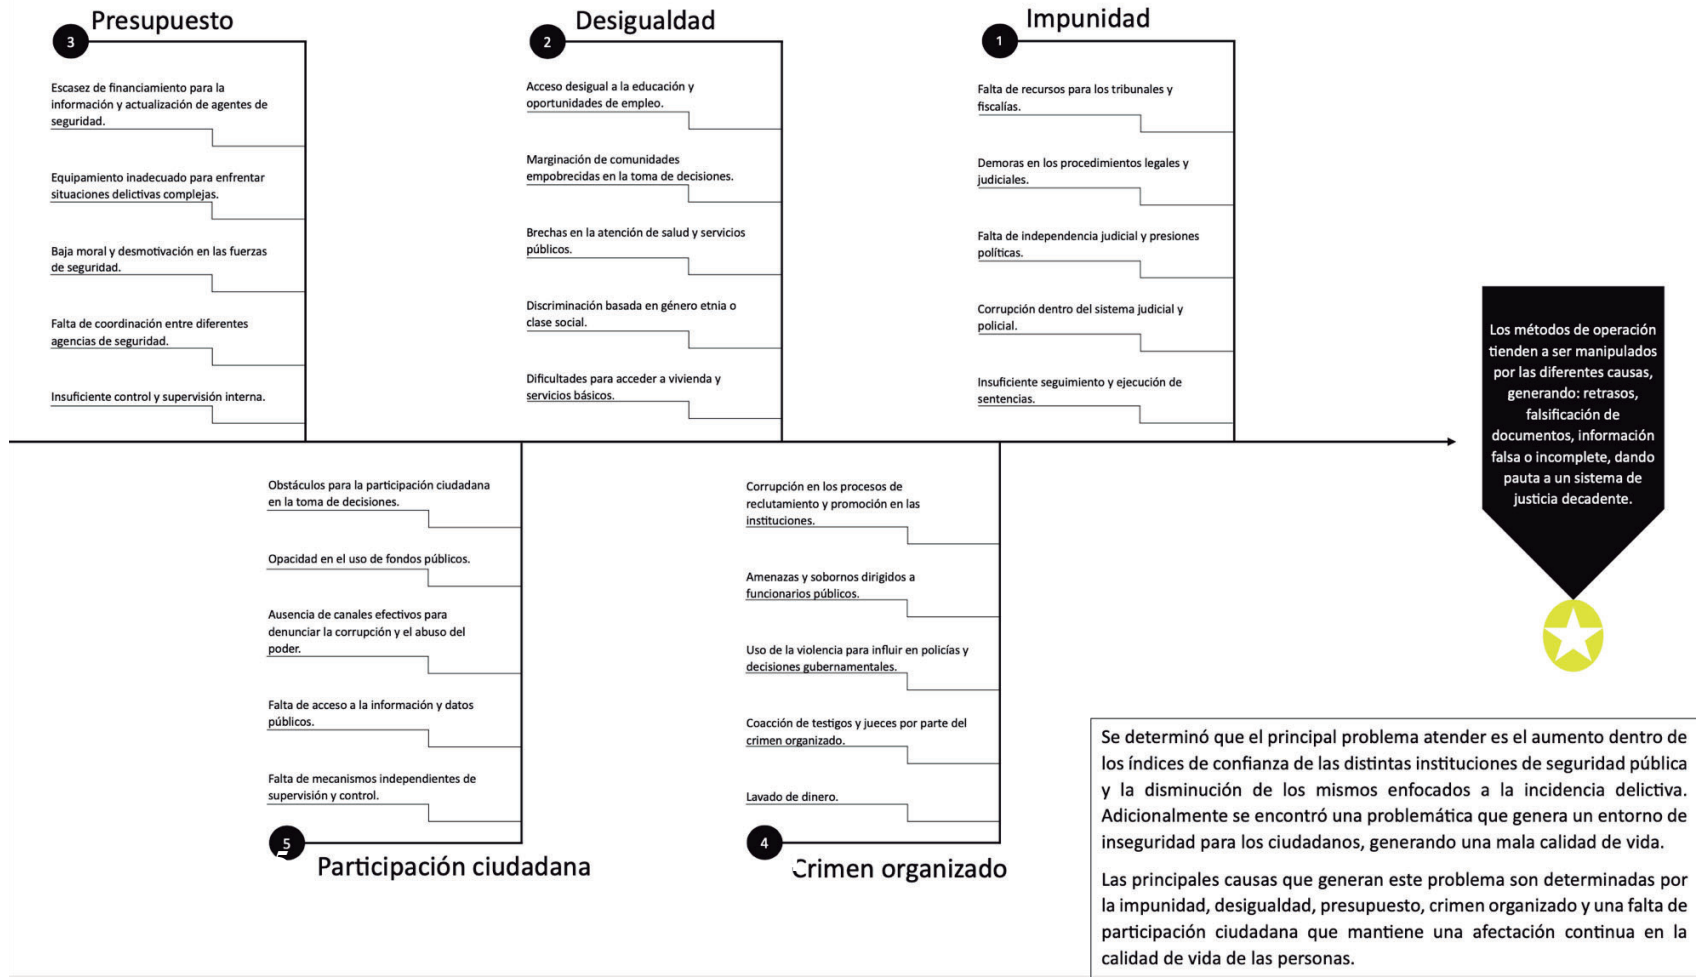 Presupuesto
3
Escasez de financiamiento para la
información y actualización de agentes de
seguridad.
Equipamiento inadecuado para enfrentar
situaciones delictivas complejas.
Baja moral y desmotivación en las fuerzas
de seguridad.
Falta de coordinación entre diferentes
agencias de seguridad.
Insuficiente control y supervisión interna.
Desigualdad
2
Acceso desigual a la educación y
oportunidades de empleo.
Marginación de comunidades
empobrecidas en la toma de decisiones.
Brechas en la atención de salud y servicios
públicos.
Discriminación basada en género etnia o
clase social.
Dificultades para acceder a vivienda y
servicios básicos.
Impunidad
1
Falta de recursos para los tribunales y
fiscalías.
Demoras en los procedimientos legales y
judiciales.
Falta de independencia judicial y presiones
políticas.
Corrupción dentro del sistema judicial y
policial.
Insuficiente seguimiento y ejecución de
sentencias.
Los métodos de operación
tienden a ser manipulados
por las diferentes causas,
generando: retrasos,
falsificación de
documentos, información
falsa o incomplete, dando
pauta a un sistema de
justicia decadente.
Obstáculos para la participación ciudadana
en la toma de decisiones.
Opacidad en el uso de fondos públicos.
Ausencia de canales efectivos para
denunciar la corrupción y el abuso del
poder.
Falta de acceso a la información y datos
públicos.
Falta de mecanismos independientes de
supervisión y control.
5
Participación ciudadana
Corrupción en los procesos de
reclutamiento y promoción en las
instituciones.
Amenazas y sobornos dirigidos a
funcionarios públicos.
Uso de la violencia para influir en policías y
decisiones gubernamentales.
Coacción de testigos y jueces por parte del
crimen organizado.
Lavado de dinero.
4
Crimen organizado
Se determinó que el principal problema atender es el aumento dentro de
los índices de confianza de las distintas instituciones de seguridad pública
y la disminución de los mismos enfocados a la incidencia delictiva.
Adicionalmente se encontró una problemática que genera un entorno de
inseguridad para los ciudadanos, generando una mala calidad de vida.
Las principales causas que generan este problema son determinadas por
la impunidad, desigualdad, presupuesto, crimen organizado y una falta de
participación ciudadana que mantiene una afectación continua en la
calidad de vida de las personas.